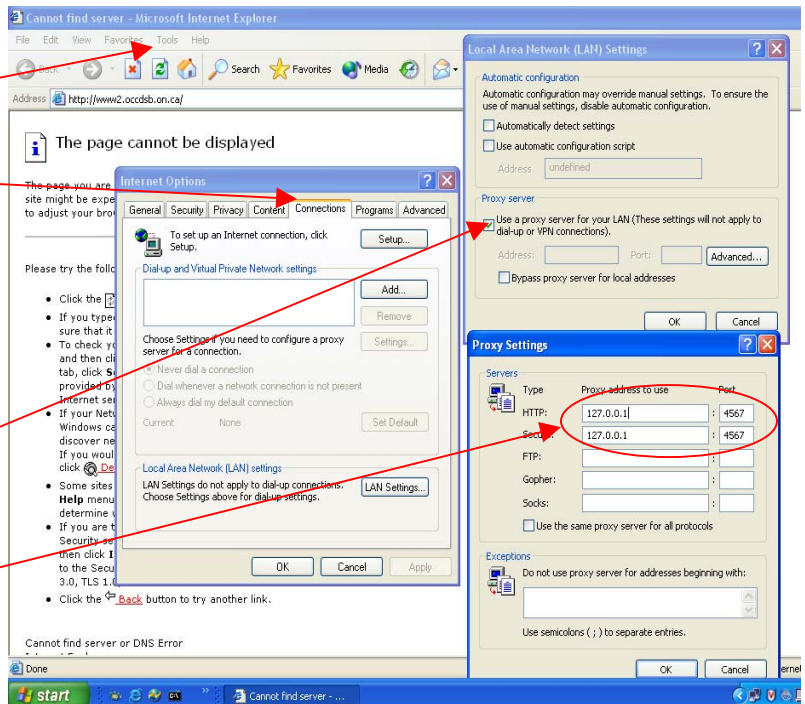 Cannot find server - Microsoft Internet Explorer
File Edit View Favorites Tools Help
Back
Search Favorites Media
Address http://www2.occdsb.on.ca/
The page cannot be displayed
The page you are
site might be expe
to adjust your brow
Please try the follo
Click the
If you type
sure that it
To check yo
and then cli
tab, click S
provided by
Internet ser
If your Netw
Windows ca
discover ne
If you woul
click De
Some sites
Help menu
determine
If you are t
Security se
then click I
to the Secu
3.0, TLS 1.0
Click the Back button to try another link.
Cannot find server or DNS Error
Done
start
Cannot find server - ...
Internet Options
General Security Privacy Content Connections Programs Advanced
To set up an Internet connection, click
Setup.
Setup...
Dial-up and Virtual Private Network settings
Add...
Remove
Choose Settings if you need to configure a proxy
server for a connection.
Settings...
Never dial a connection
Dial whenever a network connection is not present
Always dial my default connection
Current None Set Default
Local Area Network (LAN) settings
LAN Settings do not apply to dial-up connections.
Choose Settings above for dial-up settings.
LAN Settings...
OK Cancel Apply
Local Area Network (LAN) Settings
Automatic configuration
Automatic configuration may override manual settings. To ensure the
use of manual settings, disable automatic configuration.
Automatically detect settings
Use automatic configuration script
Address undefined
Proxy server
Use a proxy server for your LAN (These settings will not apply to
dial-up or VPN connections).
Address: Port: Advanced...
Bypass proxy server for local addresses
OK Cancel
Proxy Settings
Servers
Type Proxy address to use Port
HTTP: 127.0.0.1 : 4567
Secure: 127.0.0.1 : 4567
FTP: :
Gopher: :
Socks: :
Use the same proxy server for all protocols
Exceptions
Do not use proxy server for addresses beginning with:
Use semicolons ( ; ) to separate entries.
OK Cancel
ernet